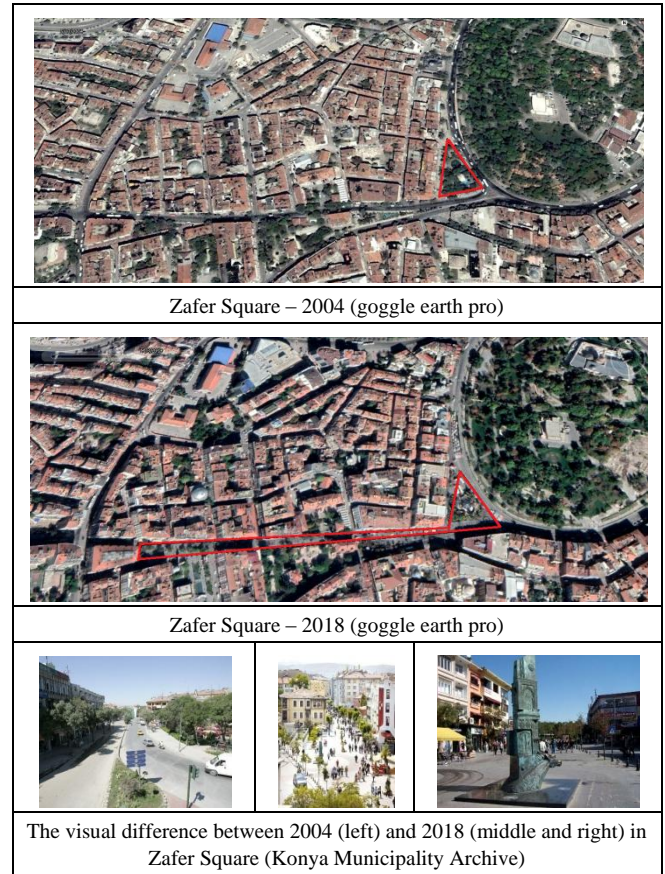 Zafer Square – 2004 (goggle earth pro)
Zafer Square – 2018 (goggle earth pro)
The visual difference between 2004 (left) and 2018 (middle and right) in
Zafer Square (Konya Municipality Archive)